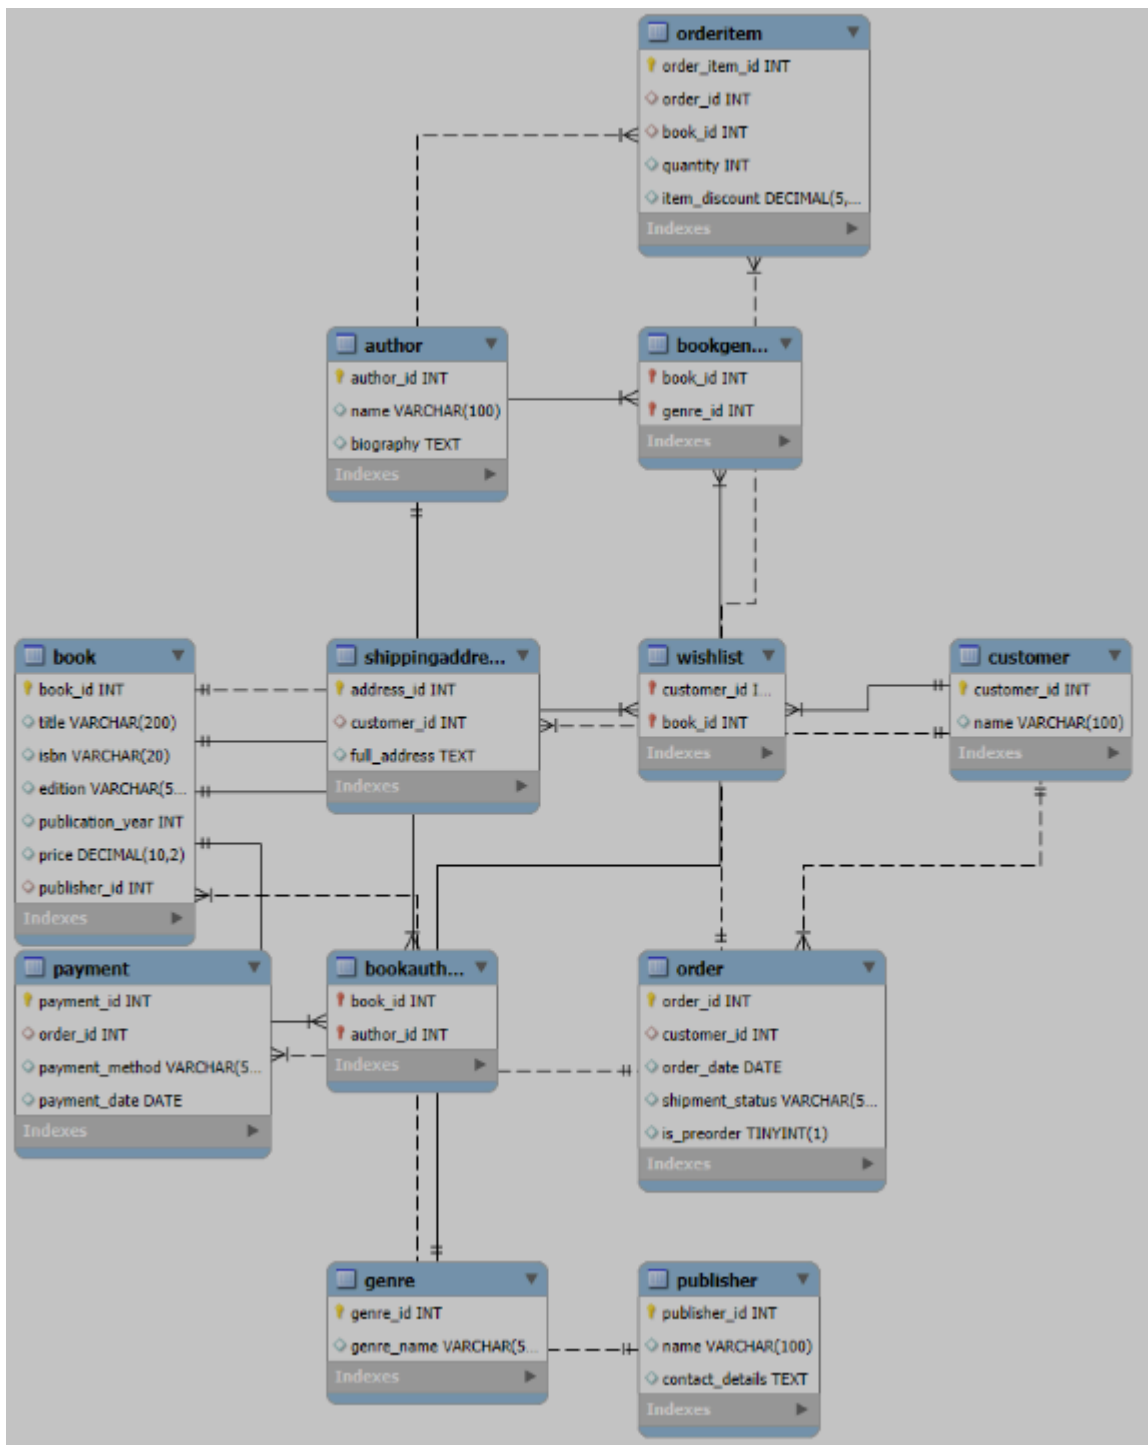 orderitem
order_item_id INT
order_id INT
book_id INT
quantity INT
item_discount DECIMAL(5,...
Indexes
author
author_id INT
name VARCHAR(100)
biography TEXT
Indexes
bookgen...
book_id INT
genre_id INT
Indexes
book
book_id INT
title VARCHAR(200)
isbn VARCHAR(20)
edition VARCHAR(5...
publication_year INT
price DECIMAL(10,2)
publisher_id INT
Indexes
shippingaddre...
address_id INT
customer_id INT
full_address TEXT
Indexes
wishlist
customer_id I...
book_id INT
Indexes
customer
customer_id INT
name VARCHAR(100)
Indexes
payment
payment_id INT
order_id INT
payment_method VARCHAR(5...
payment_date DATE
Indexes
bookauth...
book_id INT
author_id INT
Indexes
order
order_id INT
customer_id INT
order_date DATE
shipment_status VARCHAR(5...
is_preorder TINYINT(1)
Indexes
genre
genre_id INT
genre_name VARCHAR(5...
Indexes
publisher
publisher_id INT
name VARCHAR(100)
contact_details TEXT
Indexes